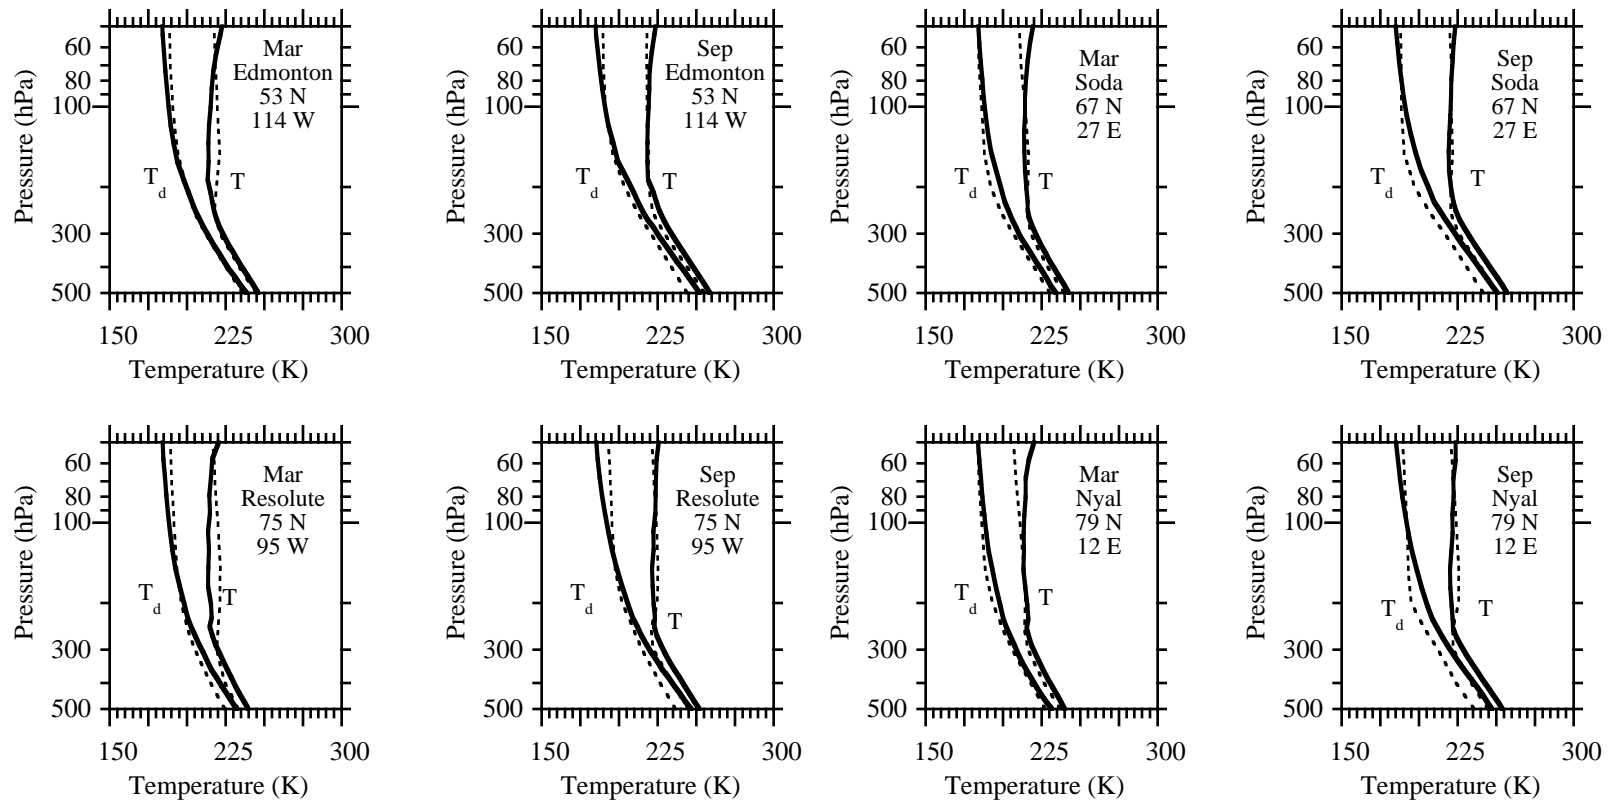 Pressure (hPa)
60
80
100
300
500
Mar
Edmonton
53 N
114 W
T d
T
150
225
300
Temperature (K)
Pressure (hPa)
60
80
100
300
500
Sep
Edmonton
53 N
114 W
T d
T
150
225
300
Temperature (K)
Pressure (hPa)
60
80
100
300
500
Mar
Soda
67 N
27 E
T d
T
150
225
300
Temperature (K)
Pressure (hPa)
60
80
100
300
500
Sep
Soda
67 N
27 E
T d
T
150
225
300
Temperature (K)
Pressure (hPa)
60
80
100
300
500
Mar
Resolute
75 N
95 W
T d
T
150
225
300
Temperature (K)
Pressure (hPa)
60
80
100
300
500
Sep
Resolute
75 N
95 W
T d
T
150
225
300
Temperature (K)
Pressure (hPa)
60
80
100
300
500
Mar
Nyal
79 N
12 E
T d
T
150
225
300
Temperature (K)
Pressure (hPa)
60
80
100
300
500
Sep
Nyal
79 N
12 E
T d
T
150
225
300
Temperature (K)